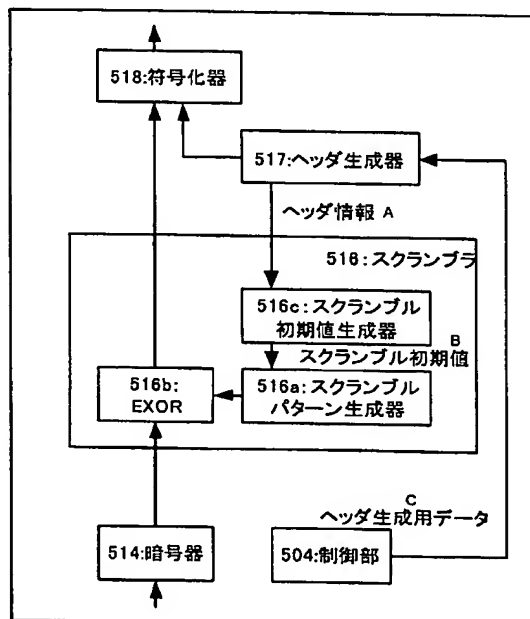 518:符号化器
517:ヘッダ生成器
ヘッダ情報 A
516:スクランブラ
516c:スクランブル
初期値生成器
B
スクランブル初期値
516b:
EXOR
516a:スクランブル
パターン生成器
C
ヘッダ生成用データ
514:暗号器
504:制御部